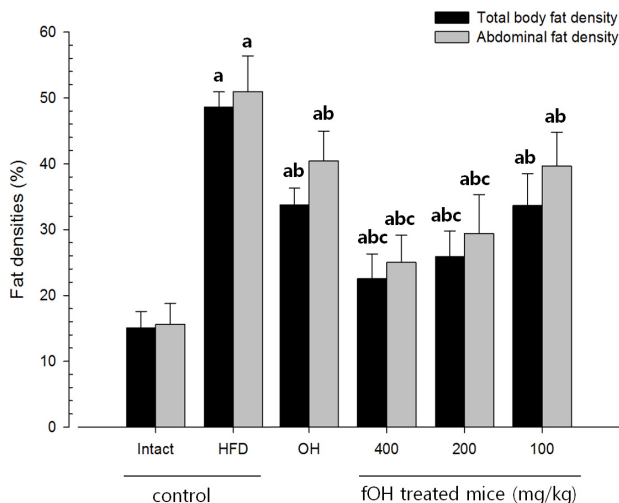 Total body fat density
Abdominal fat density
60
50
40
30
20
10
0
Fat densities (%)
a
a
ab
ab
abc
abc
abc
abc
ab
ab
Intact
HFD
OH
400
200
100
control
fOH treated mice (mg/kg)